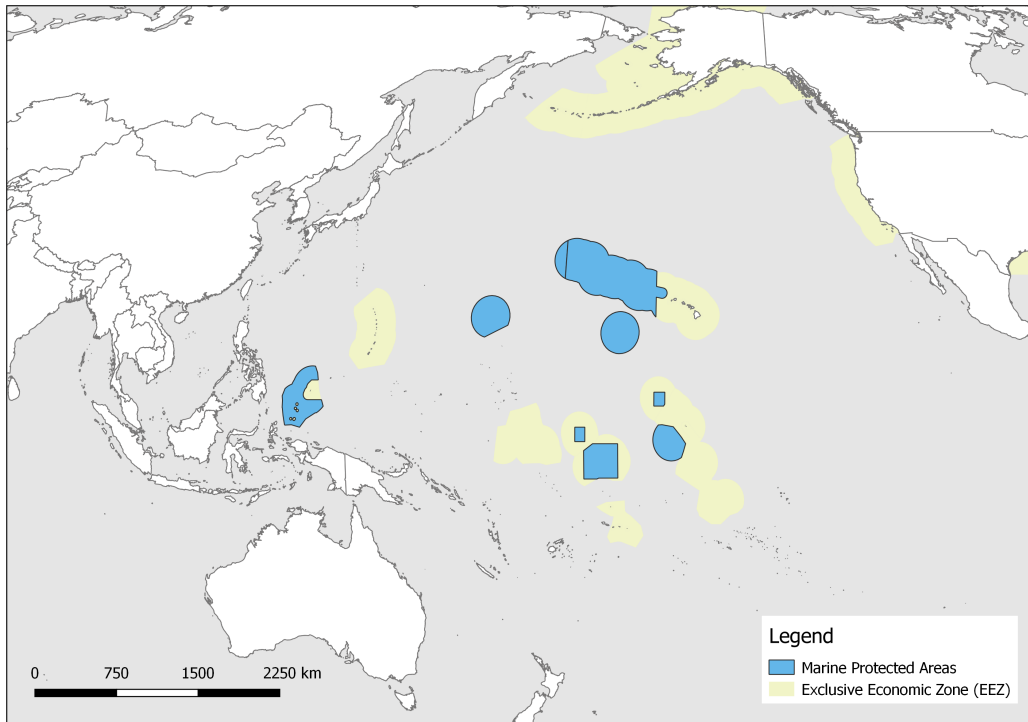 Legend
Marine Protected Areas
Exclusive Economic Zone (EEZ)
0 750 1500 2250 km